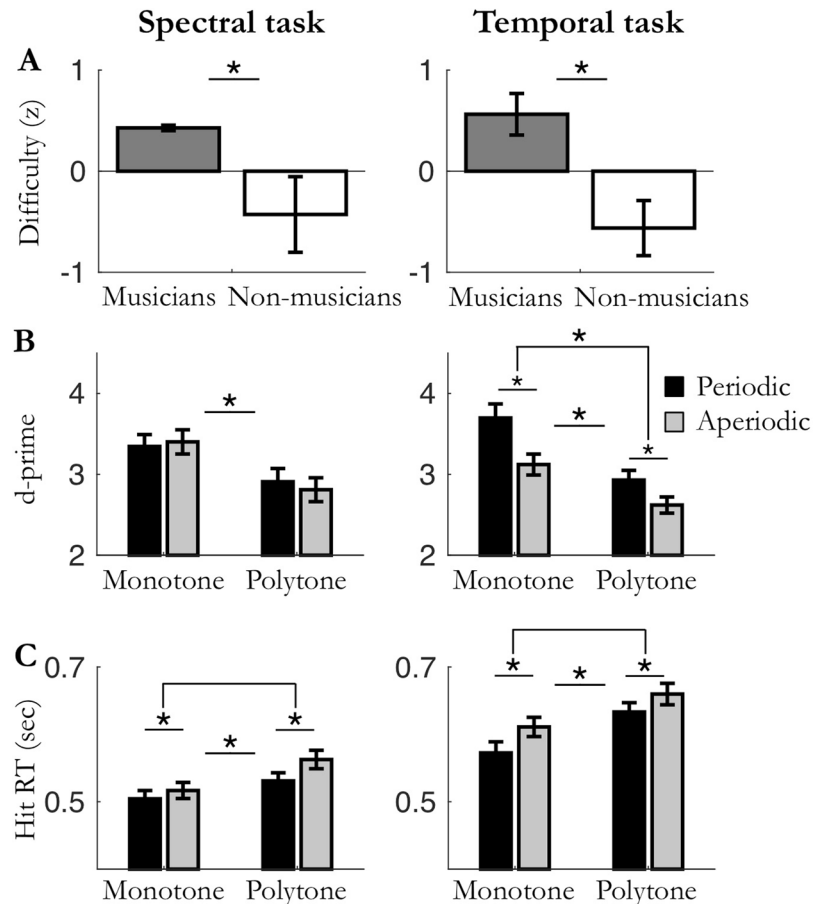 Spectral task Temporal task
A
1 * 1 *
Difficulty (z)
0 0
-1 -1
Musicians Non-musicians Musicians Non-musicians
B
*
4 * 4 * * Periodic
Aperiodic
d-prime
3 3 *
2 2
Monotone Polytone Monotone Polytone
C
0.7 0.7
* * * * * *
Hit RT (sec)
0.5 0.5
Monotone Polytone Monotone Polytone